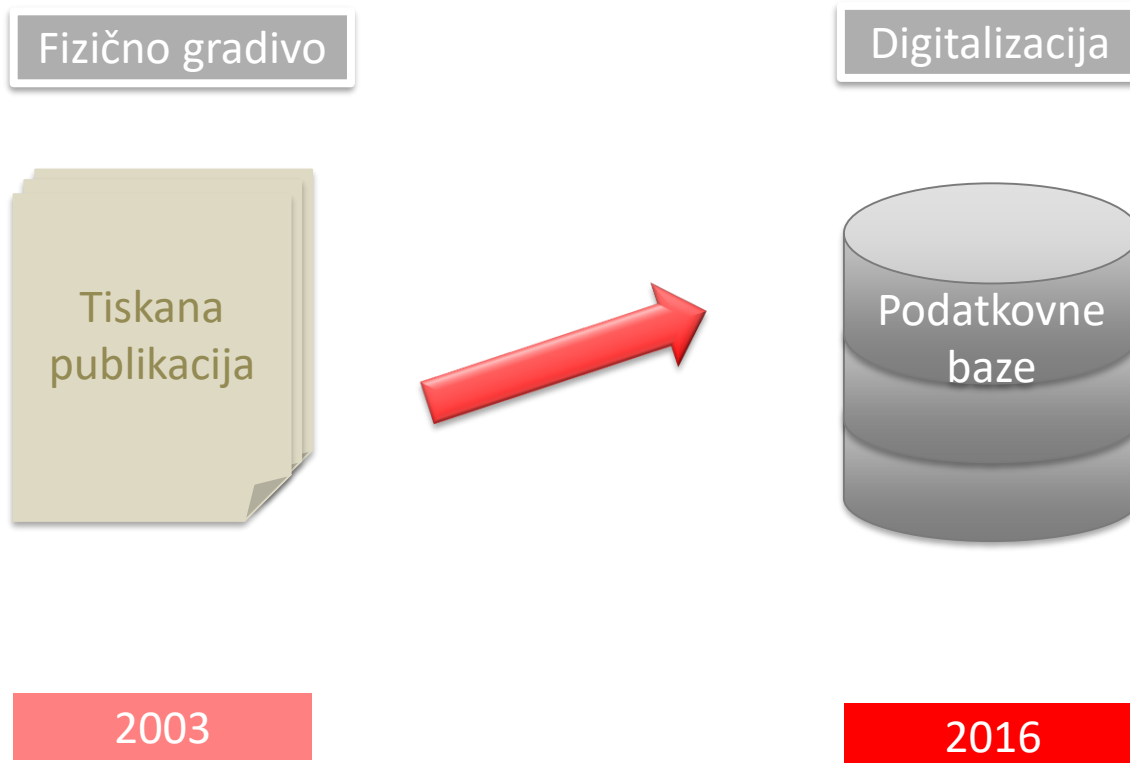 Fizično gradivo
Digitalizacija
Tiskana
publikacija
Podatkovne
baze
2003
2016